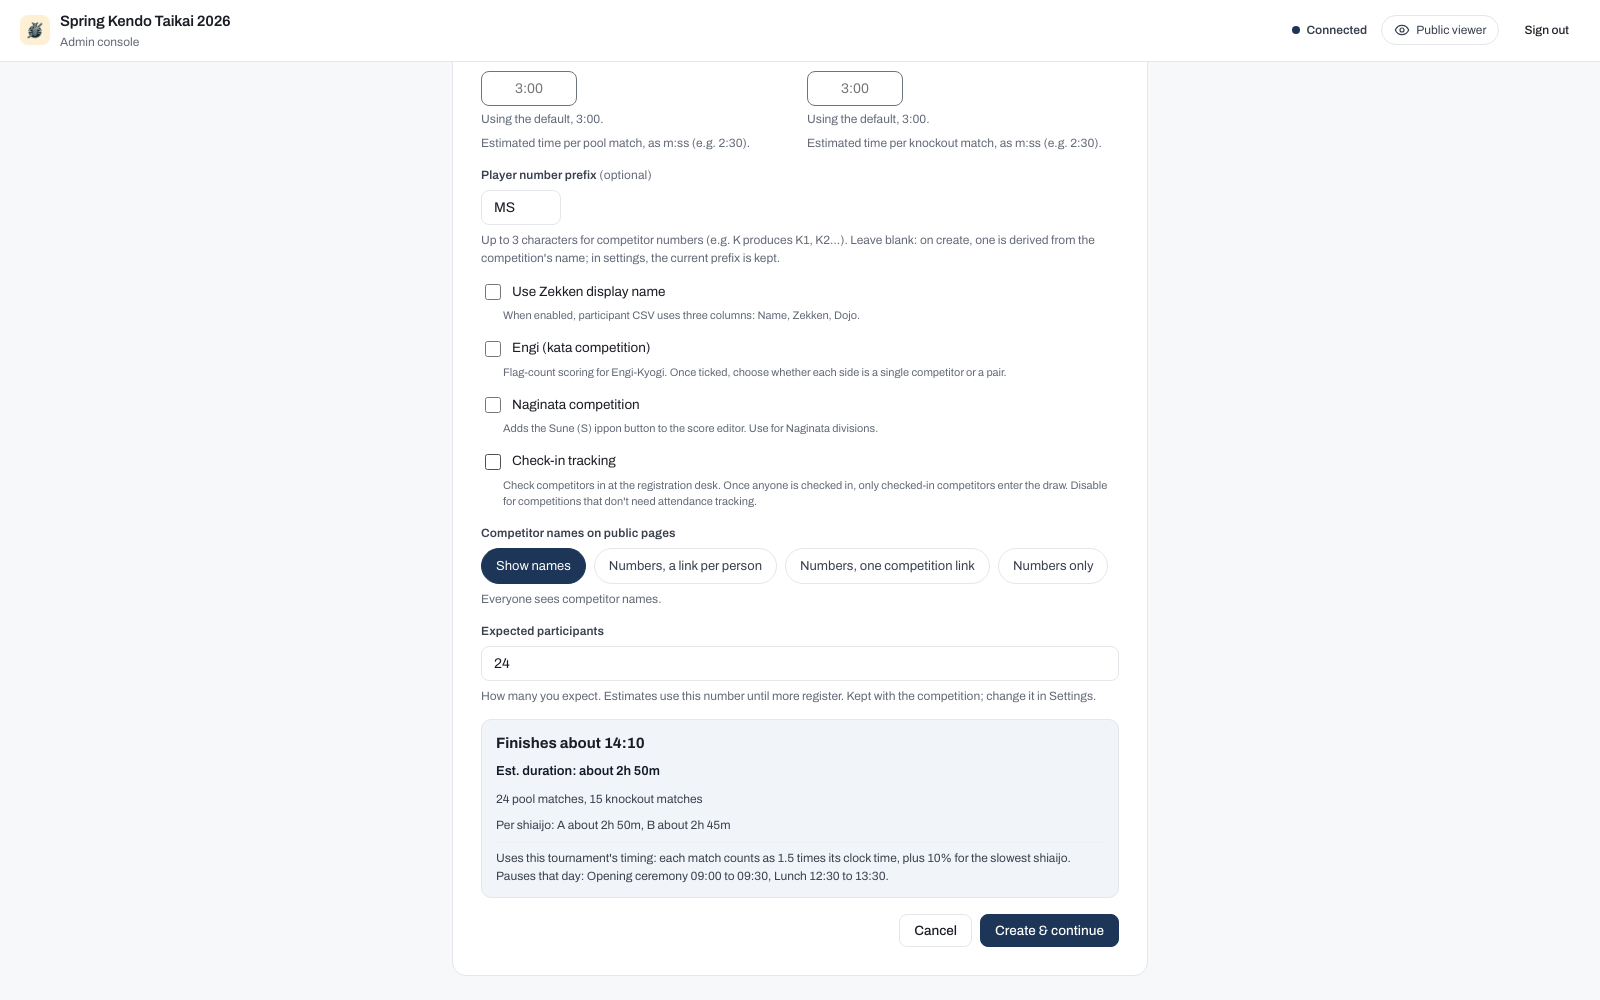 Spring Kendo Taikai 2026
Admin console
Connected
Public viewer
Sign out
3:00
3:00
Using the default, 3:00.
Using the default, 3:00.
Estimated time per pool match, as m:ss (e.g. 2:30).
Estimated time per knockout match, as m:ss (e.g. 2:30).
Player number prefix (optional)
MS
Up to 3 characters for competitor numbers (e.g. K produces K1, K2...). Leave blank: on create, one is derived from the
competition's name; in settings, the current prefix is kept.
Use Zekken display name
When enabled, participant CSV uses three columns: Name, Zekken, Dojo.
Engi (kata competition)
Flag-count scoring for Engi-Kyogi. Once ticked, choose whether each side is a single competitor or a pair.
Naginata competition
Adds the Sune (S) ippon button to the score editor. Use for Naginata divisions.
Check-in tracking
Check competitors in at the registration desk. Once anyone is checked in, only checked-in competitors enter the draw. Disable
for competitions that don't need attendance tracking.
Competitor names on public pages
Show names
Numbers, a link per person
Numbers, one competition link
Numbers only
Everyone sees competitor names.
Expected participants
24
How many you expect. Estimates use this number until more register. Kept with the competition; change it in Settings.
Finishes about 14:10
Est. duration: about 2h 50m
24 pool matches, 15 knockout matches
Per shiaijo: A about 2h 50m, B about 2h 45m
Uses this tournament's timing: each match counts as 1.5 times its clock time, plus 10% for the slowest shiaijo.
Pauses that day: Opening ceremony 09:00 to 09:30, Lunch 12:30 to 13:30.
Cancel
Create & continue